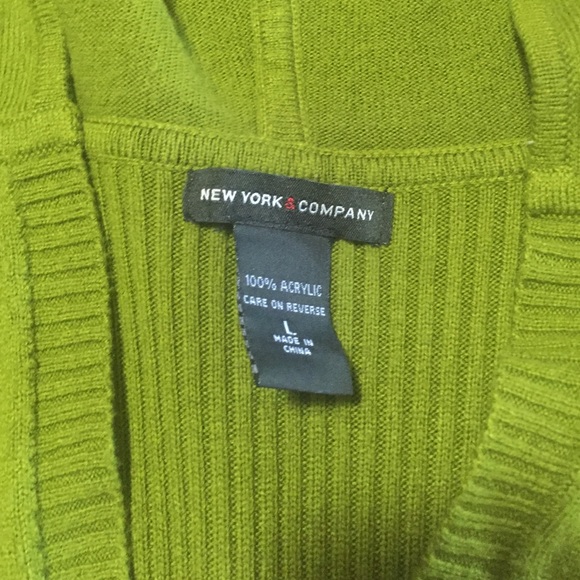 NEW YORK & COMPANY
100% ACRYLIC
CARE ON REVERSE
L
MADE IN
CHINA